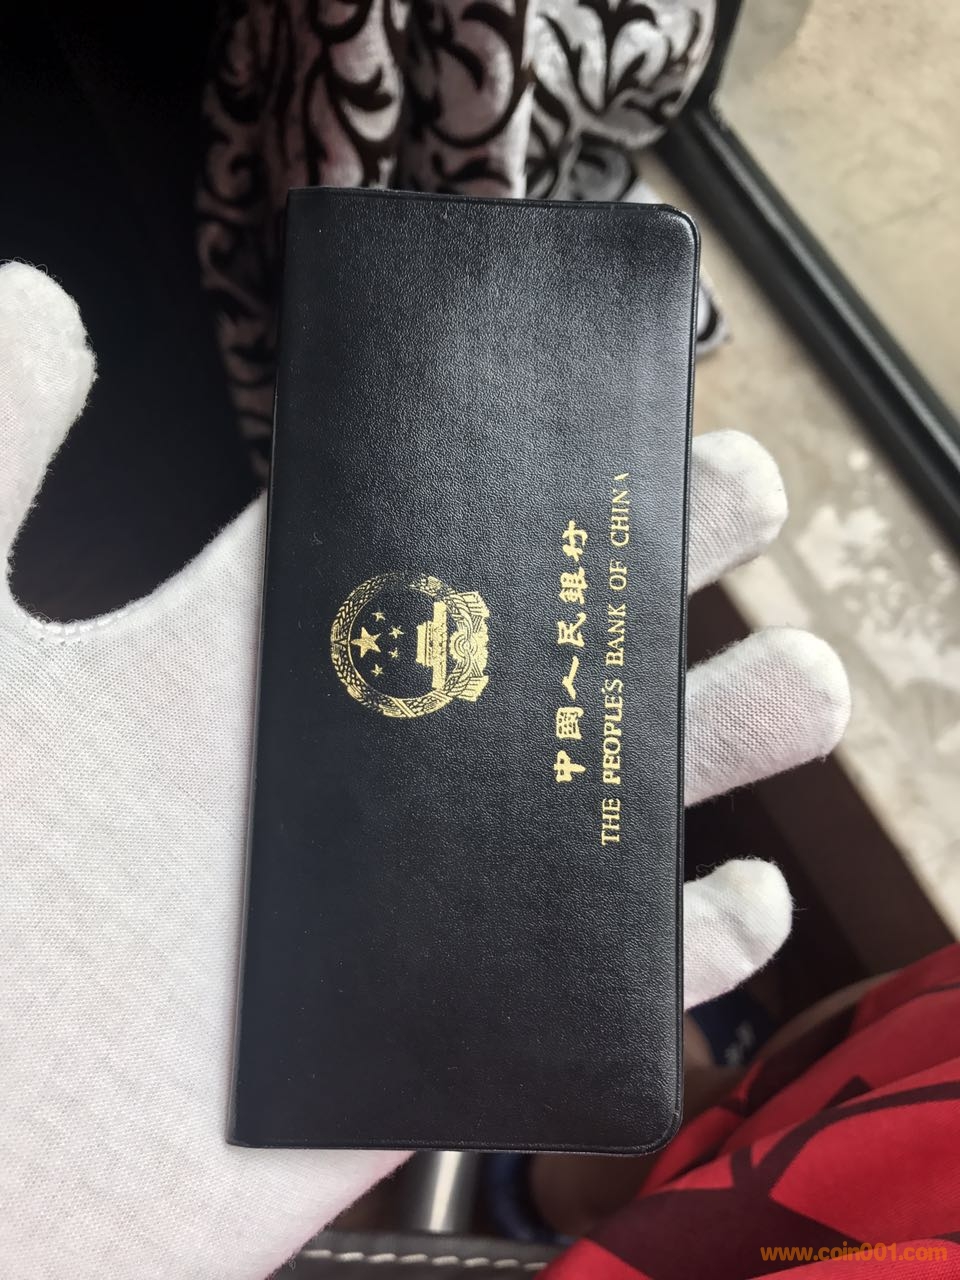 中國人民銀行
THE PEOPLE'S BANK OF CHINA
www.coin001.com